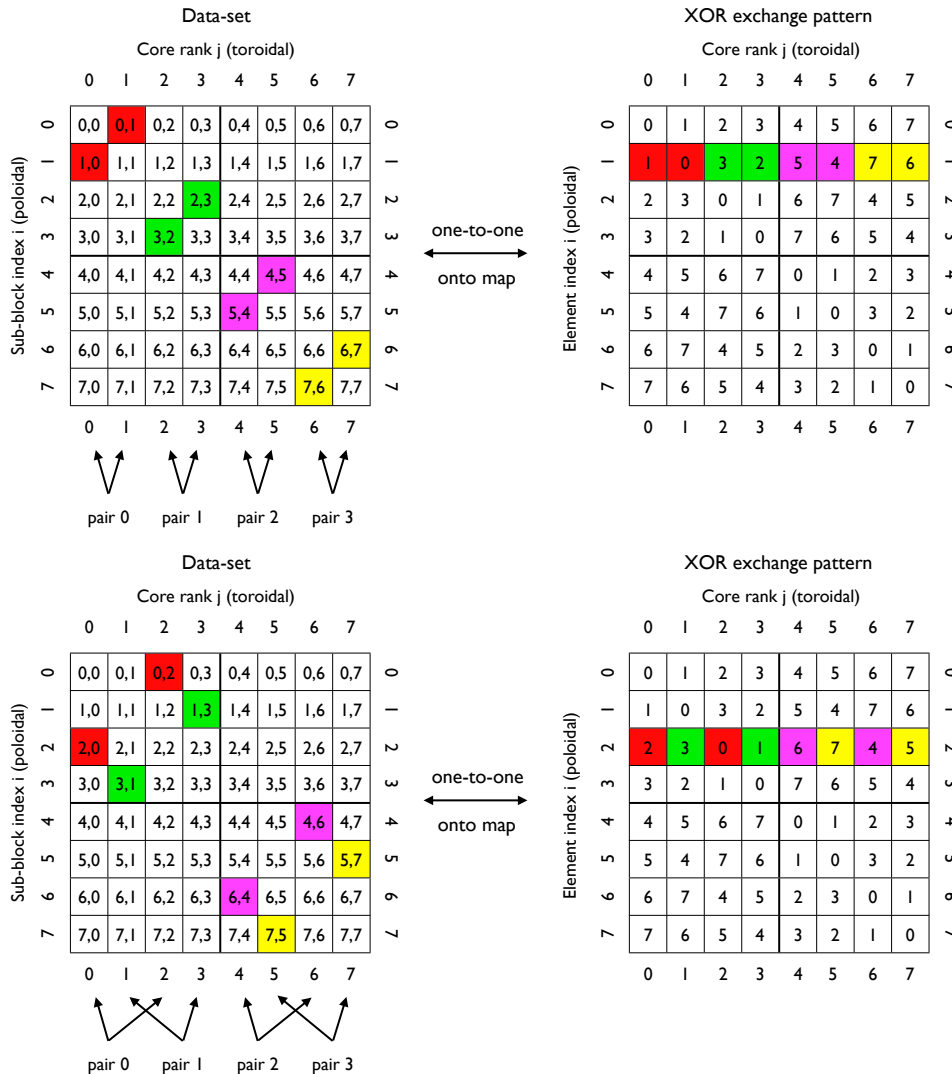 Data-set XOR exchange pattern
Core rank j (toroidal) Core rank j (toroidal)
0 1 2 3 4 5 6 7 0 1 2 3 4 5 6 7
0 0,0 0,1 0,2 0,3 0,4 0,5 0,6 0,7 0 0 0 1 2 3 4 5 6 7 0
1 1,0 1,1 1,2 1,3 1,4 1,5 1,6 1,7 1 1 1 0 3 2 5 4 7 6 1
2 2,0 2,1 2,2 2,3 2,4 2,5 2,6 2,7 2 2 2 3 0 1 6 7 4 5 2
3 3,0 3,1 3,2 3,3 3,4 3,5 3,6 3,7 3 3 3 2 1 0 7 6 5 4 3
4 4,0 4,1 4,2 4,3 4,4 4,5 4,6 4,7 4 4 4 5 6 7 0 1 2 3 4
5 5,0 5,1 5,2 5,3 5,4 5,5 5,6 5,7 5 5 5 4 7 6 1 0 3 2 5
6 6,0 6,1 6,2 6,3 6,4 6,5 6,6 6,7 6 6 6 7 4 5 2 3 0 1 6
7 7,0 7,1 7,2 7,3 7,4 7,5 7,6 7,7 7 7 7 6 5 4 3 2 1 0 7
0 1 2 3 4 5 6 7 0 1 2 3 4 5 6 7
Sub-block index i (poloidal)
one-to-one
onto map
Element index i (poloidal)
pair 0 pair 1 pair 2 pair 3
Data-set XOR exchange pattern
Core rank j (toroidal) Core rank j (toroidal)
0 1 2 3 4 5 6 7 0 1 2 3 4 5 6 7
0 0,0 0,1 0,2 0,3 0,4 0,5 0,6 0,7 0 0 0 1 2 3 4 5 6 7 0
1 1,0 1,1 1,2 1,3 1,4 1,5 1,6 1,7 1 1 1 0 3 2 5 4 7 6 1
2 2,0 2,1 2,2 2,3 2,4 2,5 2,6 2,7 2 2 2 3 0 1 6 7 4 5 2
3 3,0 3,1 3,2 3,3 3,4 3,5 3,6 3,7 3 3 3 2 1 0 7 6 5 4 3
4 4,0 4,1 4,2 4,3 4,4 4,5 4,6 4,7 4 4 4 5 6 7 0 1 2 3 4
5 5,0 5,1 5,2 5,3 5,4 5,5 5,6 5,7 5 5 5 4 7 6 1 0 3 2 5
6 6,0 6,1 6,2 6,3 6,4 6,5 6,6 6,7 6 6 6 7 4 5 2 3 0 1 6
7 7,0 7,1 7,2 7,3 7,4 7,5 7,6 7,7 7 7 7 6 5 4 3 2 1 0 7
0 1 2 3 4 5 6 7 0 1 2 3 4 5 6 7
Sub-block index i (poloidal)
one-to-one
onto map
Element index i (poloidal)
pair 0 pair 1 pair 2 pair 3